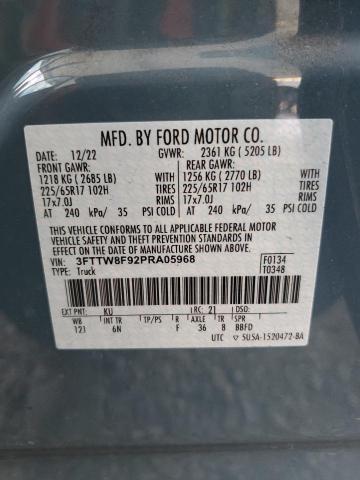 MFD. BY FORD MOTOR CO.
DATE: 12/22 GVWR: 2361 KG ( 5205 LB)
FRONT GAWR: REAR GAWR:
1218 KG ( 2685 LB) WITH 1256 KG ( 2770 LB) WITH
225/65R17 102H TIRES 225/65R17 102H TIRES
17x7.0J RIMS 17x7.0J RIMS
AT 240 kPa/ 35 PSI COLD AT 240 kPa/ 35 PSI COLD
THIS VEHICLE CONFORMS TO ALL APPLICABLE FEDERAL MOTOR
VEHICLE SAFETY, BUMPER, AND THEFT PREVENTION STANDARDS
IN EFFECT ON THE DATE OF MANUFACTURE SHOWN ABOVE.
VIN: 3FTTW8F92PRA05968 F0134
TYPE: Truck T0348
EXT PNT: KU RC: 21 DSO:
WB INT TR TP/PS R AXLE TR SPR
121 6N F 36 8 BBFD
UTC ▽ 5U5A-1520472-BA